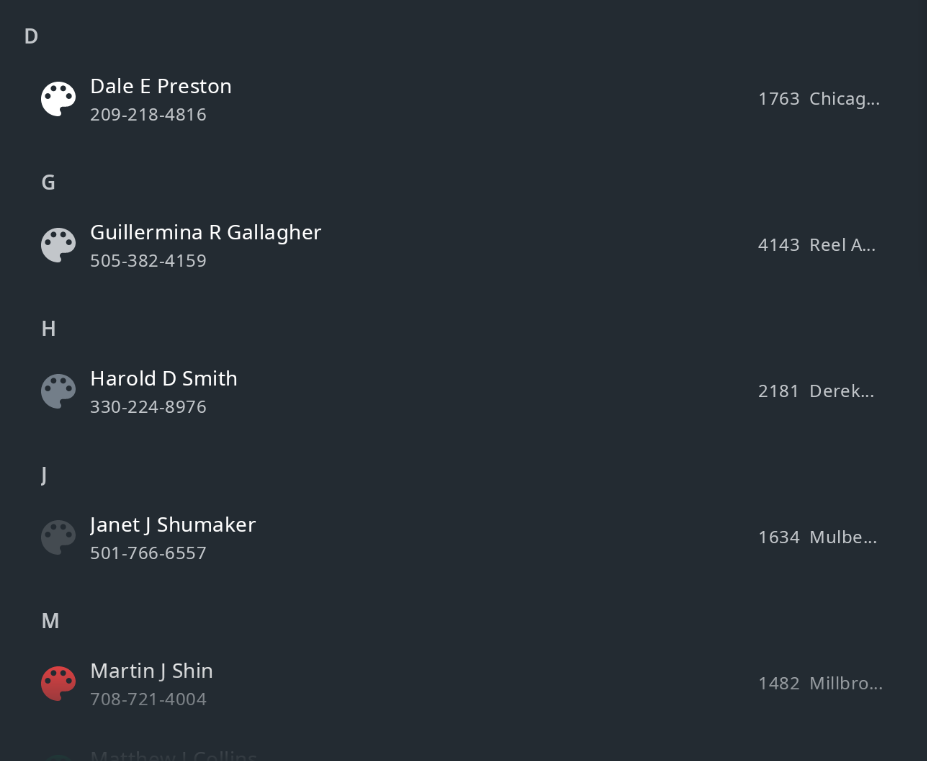 D
Dale E Preston
209-218-4816
1763 Chicag...
G
Guillermina R Gallagher
505-382-4159
4143 Reel A...
H
Harold D Smith
330-224-8976
2181 Derek...
J
Janet J Shumaker
501-766-6557
1634 Mulbe...
M
Martin J Shin
708-721-4004
1482 Millbro...
Matthew J Collins